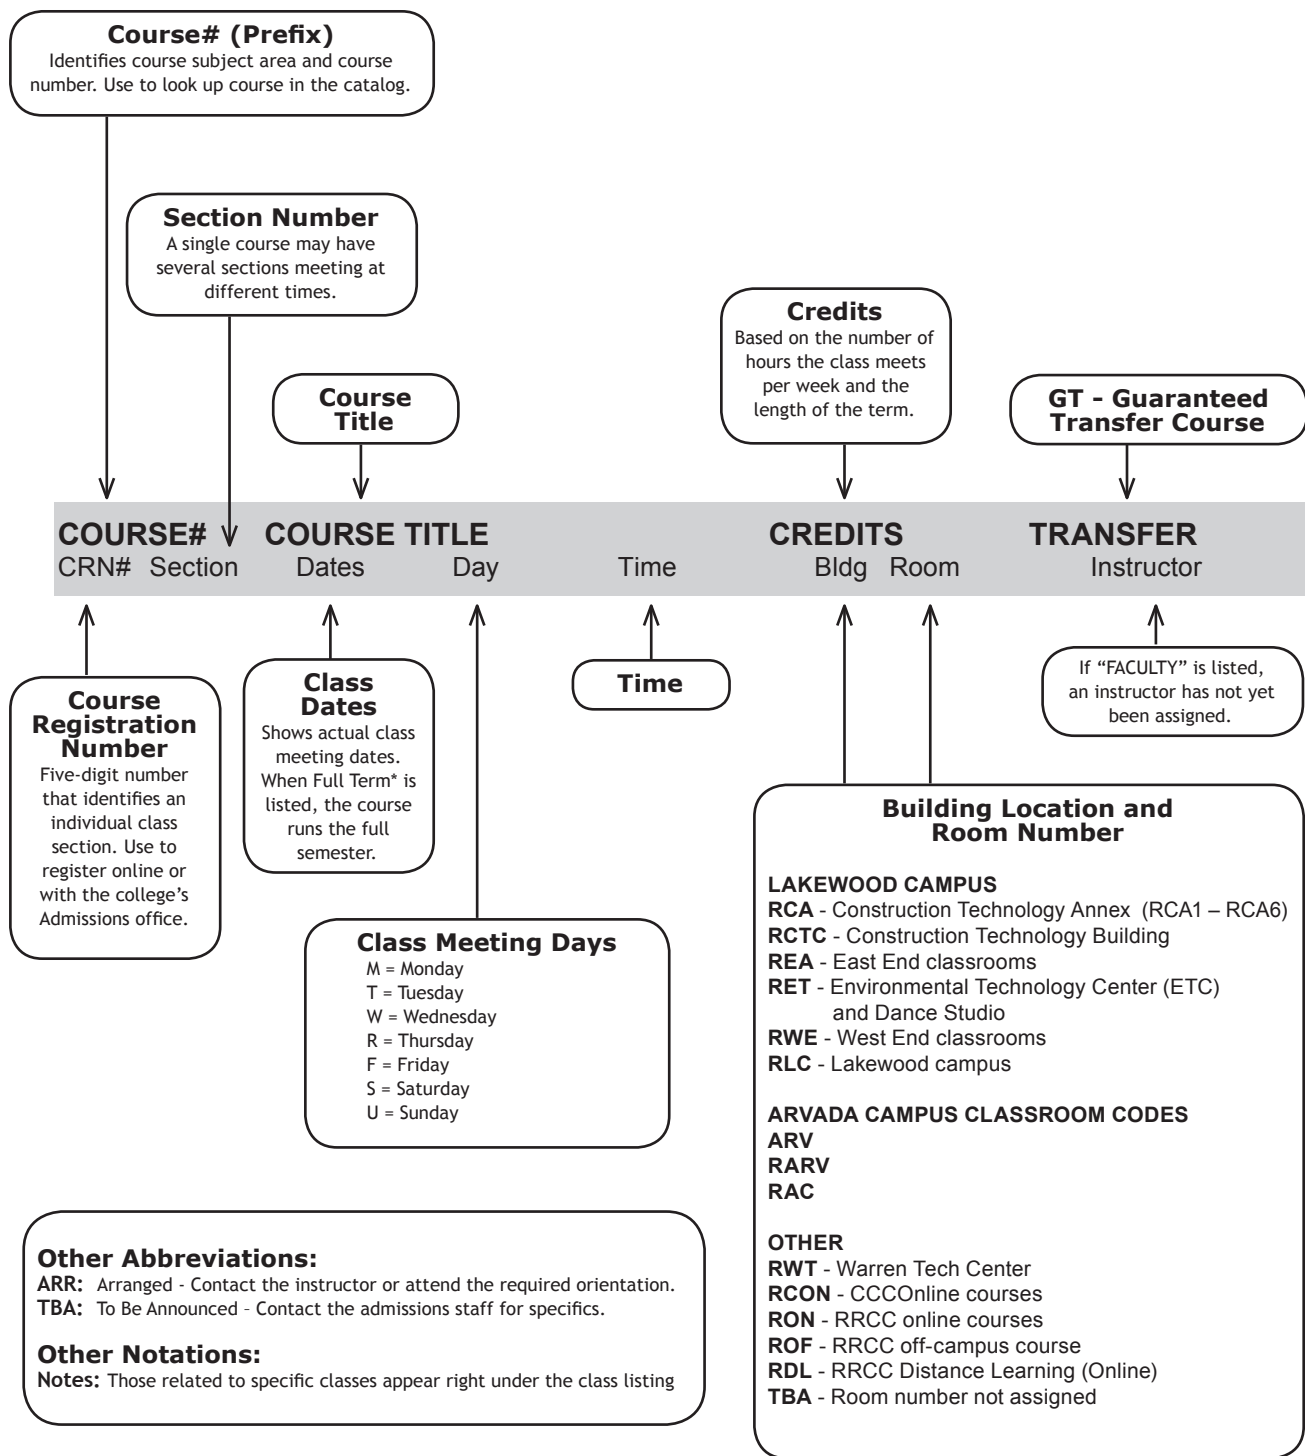 Course# (Prefix)
Identifies course subject area and course
number. Use to look up course in the catalog.
Section Number
A single course may have
several sections meeting at
different times.
Course
Title
Credits
Based on the number of
hours the class meets
per week and the
length of the term.
GT - Guaranteed
Transfer Course
COURSE# COURSE TITLE CREDITS TRANSFER
CRN# Section Dates Day Time Bldg Room Instructor
Course
Registration
Number
Five-digit number
that identifies an
individual class
section. Use to
register online or
with the college’s
Admissions office.
Class
Dates
Shows actual class
meeting dates.
When Full Term* is
listed, the course
runs the full
semester.
Time
If “FACULTY” is listed,
an instructor has not yet
been assigned.
Class Meeting Days
M = Monday
T = Tuesday
W = Wednesday
R = Thursday
F = Friday
S = Saturday
U = Sunday
Building Location and
Room Number
LAKEWOOD CAMPUS
RCA - Construction Technology Annex (RCA1 – RCA6)
RCTC - Construction Technology Building
REA - East End classrooms
RET - Environmental Technology Center (ETC)
and Dance Studio
RWE - West End classrooms
RLC - Lakewood campus
ARVADA CAMPUS CLASSROOM CODES
ARV
RARV
RAC
OTHER
RWT - Warren Tech Center
RCON - CCCOnline courses
RON - RRCC online courses
ROF - RRCC off-campus course
RDL - RRCC Distance Learning (Online)
TBA - Room number not assigned
Other Abbreviations:
ARR: Arranged - Contact the instructor or attend the required orientation.
TBA: To Be Announced – Contact the admissions staff for specifics.
Other Notations:
Notes: Those related to specific classes appear right under the class listing